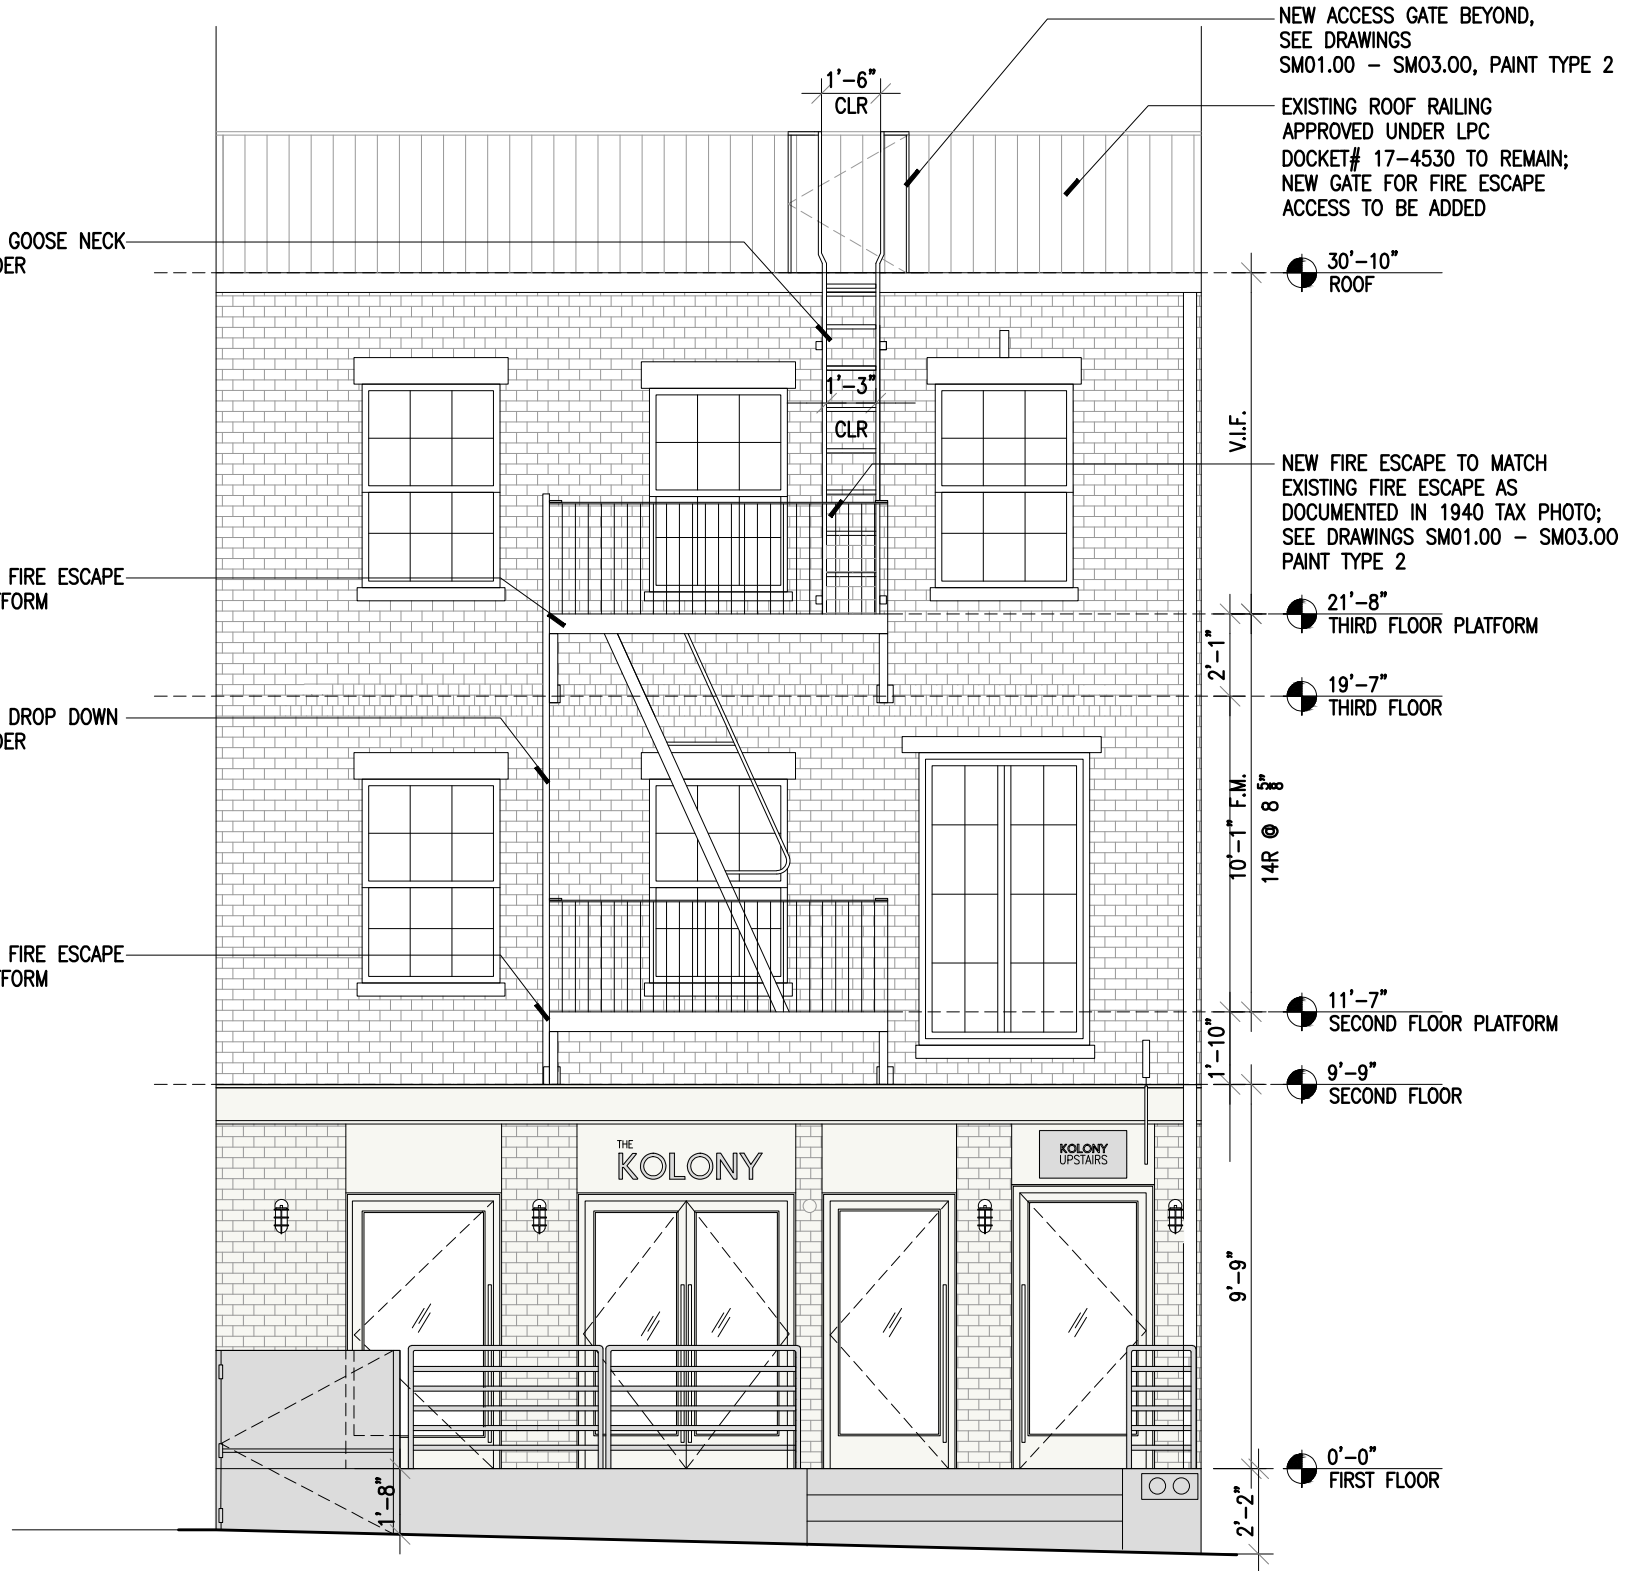 NEW ACCESS GATE BEYOND,
SEE DRAWINGS
SM01.00 – SM03.00, PAINT TYPE 2
1'-6"
CLR
EXISTING ROOF RAILING
APPROVED UNDER LPC
DOCKET# 17-4530 TO REMAIN;
NEW GATE FOR FIRE ESCAPE
ACCESS TO BE ADDED
GOOSE NECK
30'-10"
ROOF
1'-3"
CLR
V.I.F.
NEW FIRE ESCAPE TO MATCH
EXISTING FIRE ESCAPE AS
DOCUMENTED IN 1940 TAX PHOTO;
SEE DRAWINGS SM01.00 – SM03.00
PAINT TYPE 2
FIRE ESCAPE
21'-8"
THIRD FLOOR PLATFORM
2'-1"
19'-7"
THIRD FLOOR
DROP DOWN
10'-1" F.M.
14R @ 8 5/8"
FIRE ESCAPE
11'-7"
SECOND FLOOR PLATFORM
1'-10"
9'-9"
SECOND FLOOR
THE
KOLONY
KOLONY
UPSTAIRS
9'-9"
0'-0"
FIRST FLOOR
1'-8"
2'-2"